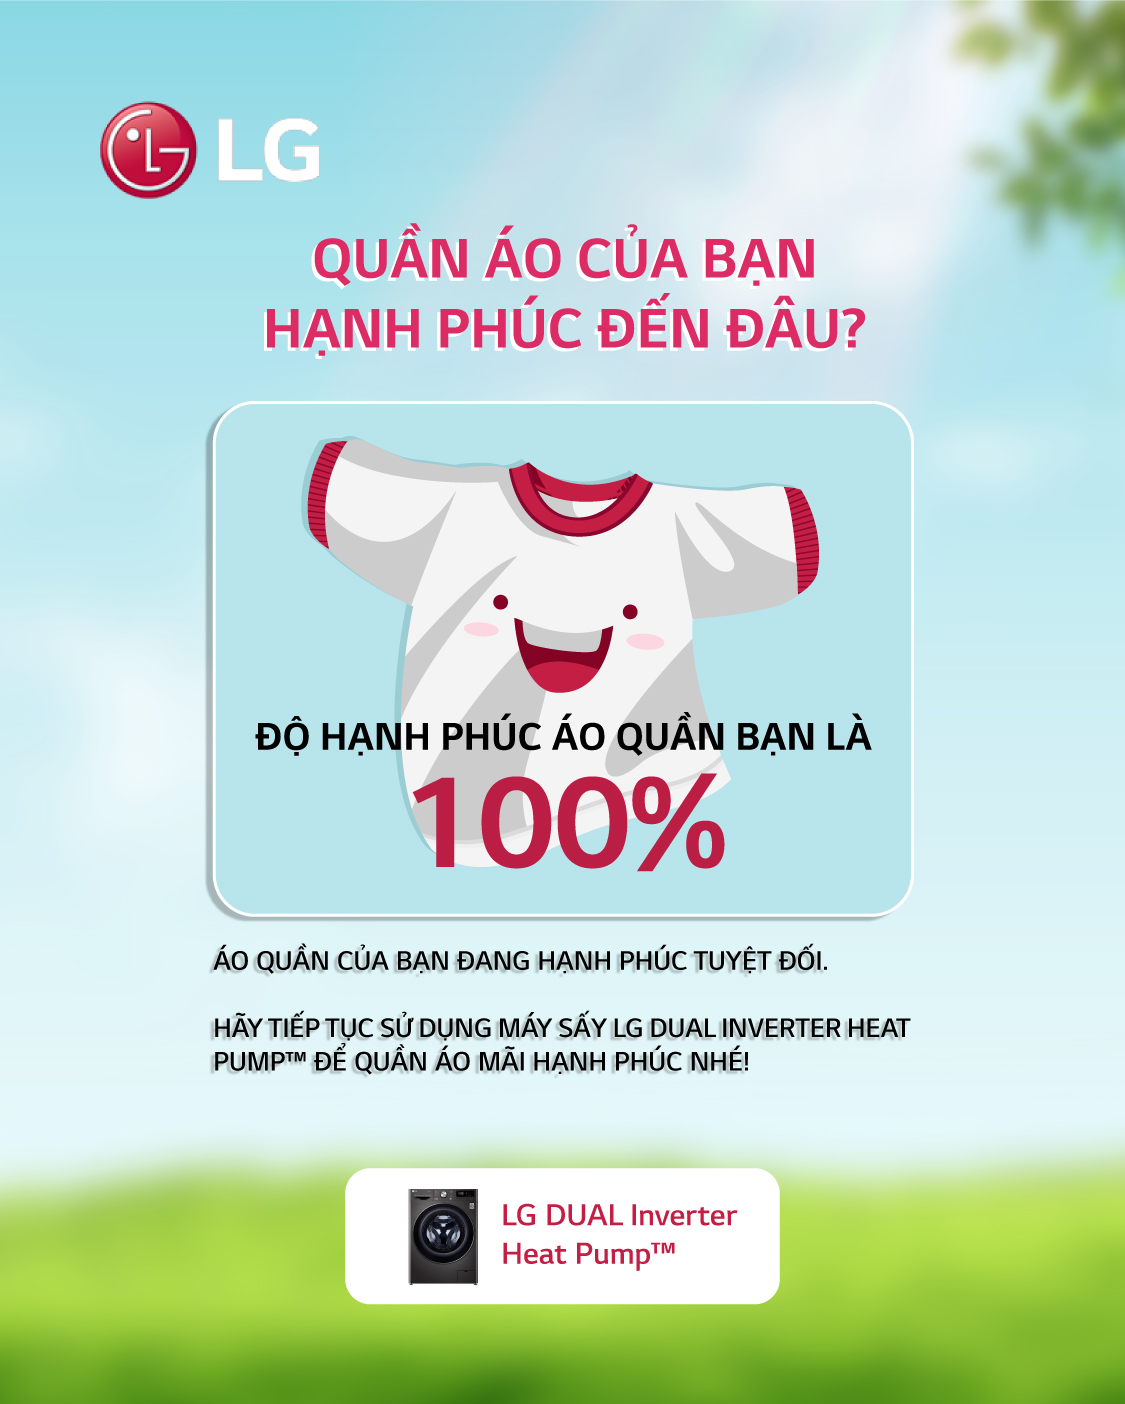 LG
QUẦN ÁO CỦA BẠN
HẠNH PHÚC ĐẾN ĐÂU?
ĐỘ HẠNH PHÚC ÁO QUẦN BẠN LÀ
100%
ÁO QUẦN CỦA BẠN ĐANG HẠNH PHÚC TUYỆT ĐỐI.
HÃY TIẾP TỤC SỬ DỤNG MÁY SẤY LG DUAL INVERTER HEAT
PUMP™ ĐỂ QUẦN ÁO MÃI HẠNH PHÚC NHÉ!
LG DUAL Inverter
Heat Pump™